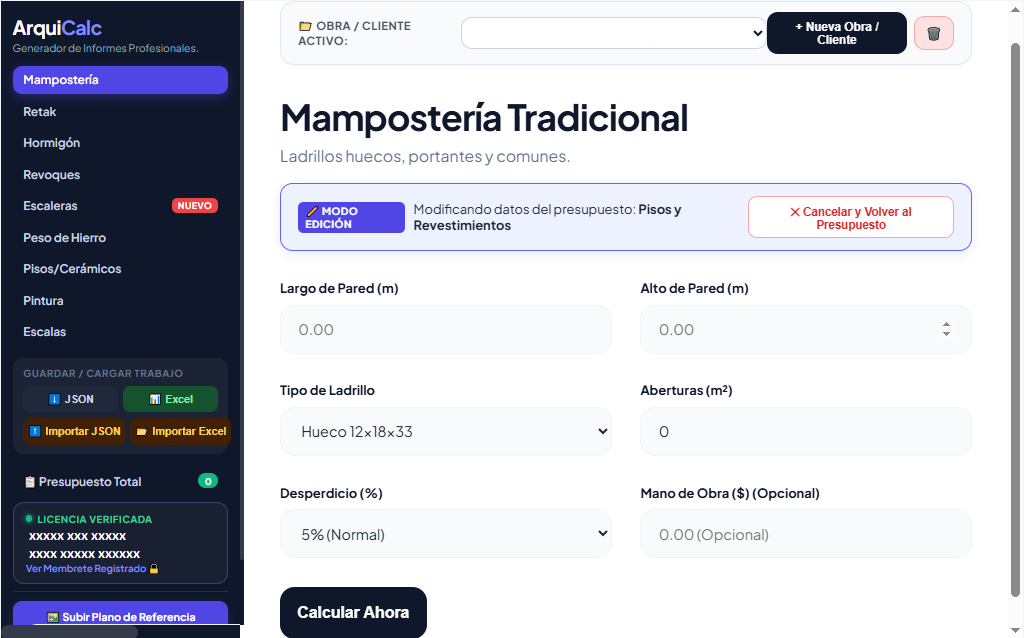 ArquiCalc
Generador de Informes Profesionales.
Mampostería
Retak
Hormigón
Revoques
Escaleras NUEVO
Peso de Hierro
Pisos/Cerámicos
Pintura
Escalas
GUARDAR / CARGAR TRABAJO
JSON Excel
Importar JSON Importar Excel
Presupuesto Total 0
LICENCIA VERIFICADA
xxxxx xxx xxxxx
xxxx xxxxx xxxxxx
Ver Membrete Registrado
Subir Plano de Referencia
OBRA / CLIENTE
ACTIVO:
+ Nueva Obra /
Cliente
Mampostería Tradicional
Ladrillos huecos, portantes y comunes.
MODO
EDICIÓN
Modificando datos del presupuesto: Pisos y
Revestimientos
Cancelar y Volver al
Presupuesto
Largo de Pared (m) Alto de Pared (m)
0.00 0.00
Tipo de Ladrillo Aberturas (m²)
Hueco 12x18x33 0
Desperdicio (%) Mano de Obra ($) (Opcional)
5% (Normal) 0.00 (Opcional)
Calcular Ahora